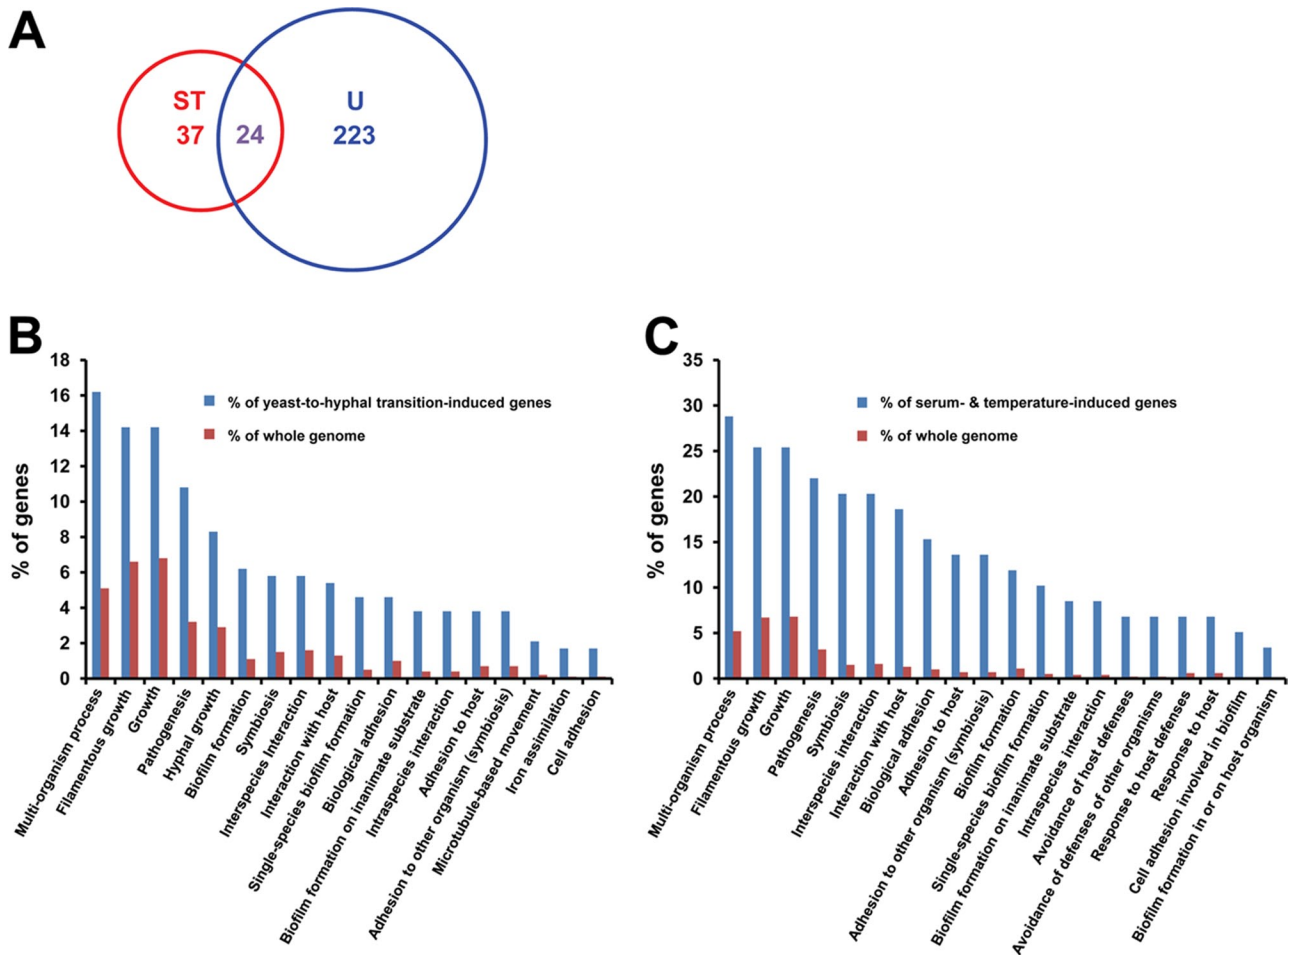 A
ST
U
37
24
223
B
18
16
14
12
10
8
6
4
2
0
% of genes
% of yeast-to-hyphal transition-induced genes
% of whole genome
Multi-organism process
Filamentous growth
Growth
Pathogenesis
Hyphal growth
Biofilm formation
Symbiosis
Interspecies Interaction
Interaction with host
Single-species biofilm formation
Biological adhesion
Biofilm formation on inanimate substrate
Intraspecies interaction
Adhesion to host
Adhesion to other organism (symbiosis)
Microtubule-based movement
Iron assimilation
Cell adhesion
C
35
30
25
20
15
10
5
0
% of genes
% of serum- & temperature-induced genes
% of whole genome
Multi-organism process
Filamentous growth
Growth
Pathogenesis
Symbiosis
Interspecies interaction
Interaction with host
Biological adhesion
Adhesion to host
Adhesion to other organism (symbiosis)
Biofilm formation
Single-species biofilm formation
Biofilm formation on inanimate substrate
Intraspecies interaction
Avoidance of host defenses
Avoidance of defenses of other organisms
Response to host defenses
Response to host
Cell adhesion involved in biofilm
Biofilm formation in or on host organism